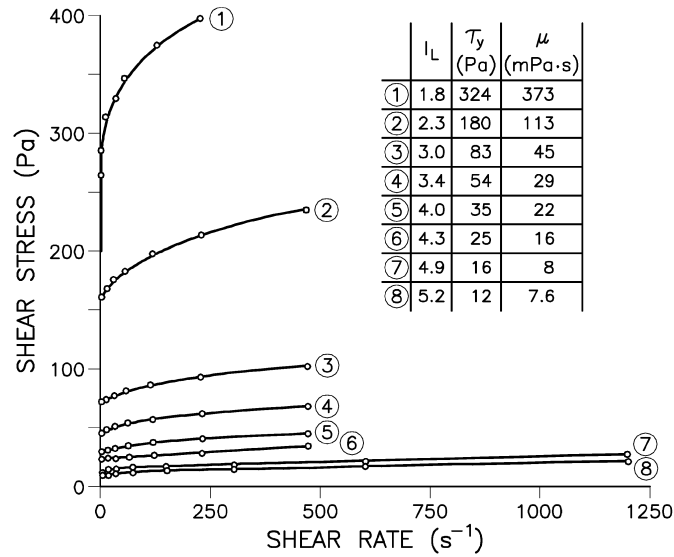 400
300
200
100
0
SHEAR STRESS (Pa)
0 250 500 750 1000 1250
SHEAR RATE (s⁻¹)
①
②
③
④
⑤
⑥
⑦
⑧
I_L τ_y (Pa) μ (mPa·s)
① 1.8 324 373
② 2.3 180 113
③ 3.0 83 45
④ 3.4 54 29
⑤ 4.0 35 22
⑥ 4.3 25 16
⑦ 4.9 16 8
⑧ 5.2 12 7.6